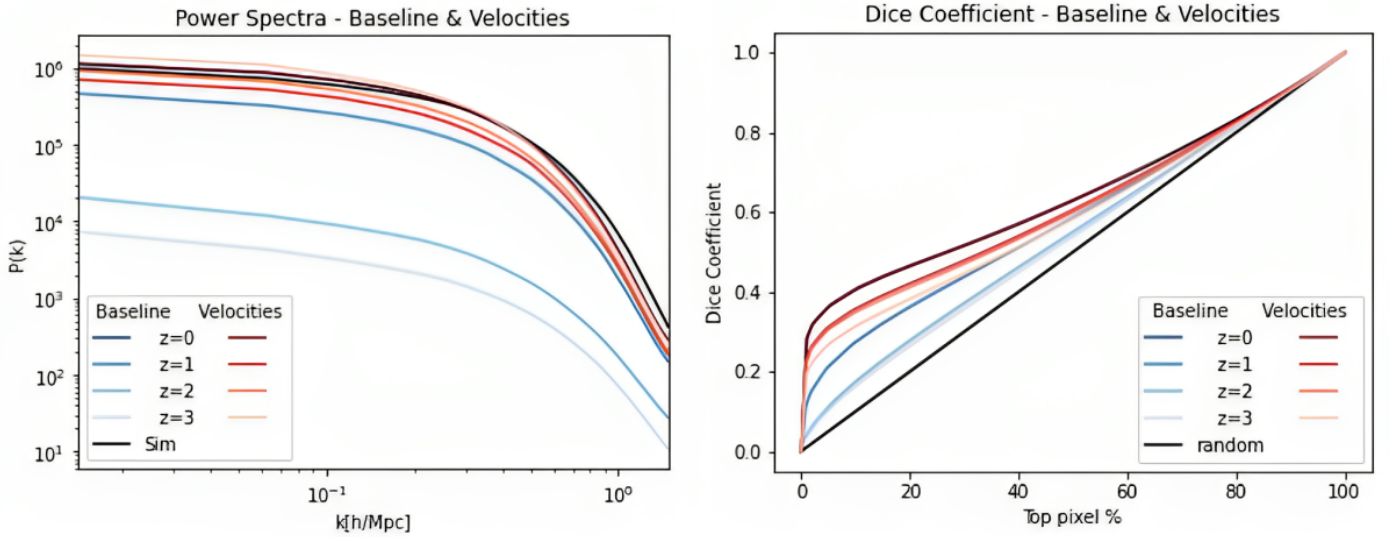 Power Spectra - Baseline & Velocities
P(k)
10⁶
10⁵
10⁴
10³
10²
10¹
Baseline Velocities
z=0
z=1
z=2
z=3
Sim
10⁻¹ 10⁰
k[h/Mpc]
Dice Coefficient - Baseline & Velocities
Dice Coefficient
1.0
0.8
0.6
0.4
0.2
0.0
Baseline Velocities
z=0
z=1
z=2
z=3
random
0 20 40 60 80 100
Top pixel %